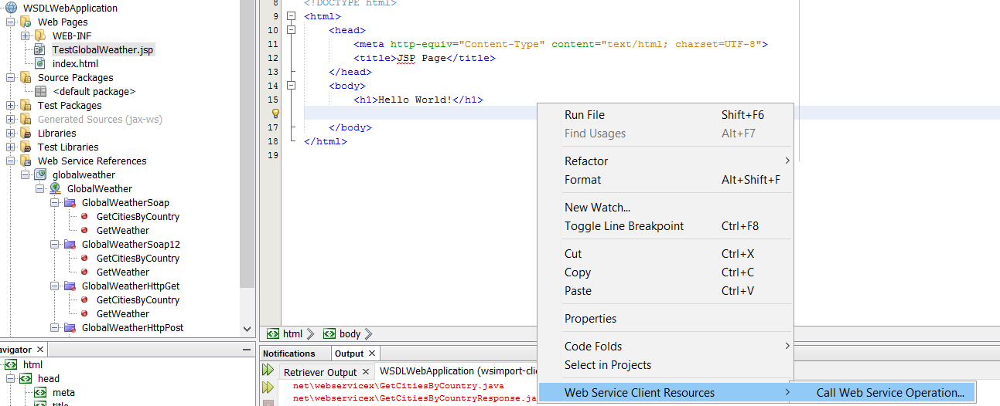 WSDLWebApplication
Web Pages
WEB-INF
TestGlobalWeather.jsp
index.html
Source Packages
<default package>
Test Packages
Generated Sources (jax-ws)
Libraries
Test Libraries
Web Service References
globalweather
GlobalWeather
GlobalWeatherSoap
GetCitiesByCountry
GetWeather
GlobalWeatherSoap12
GetCitiesByCountry
GetWeather
GlobalWeatherHttpGet
GetCitiesByCountry
GetWeather
GlobalWeatherHttpPost
avigator
html
head
meta
title
8 <!DOCTYPE html>
9 <html>
10 <head>
11 <meta http-equiv="Content-Type" content="text/html; charset=UTF-8">
12 <title>JSP Page</title>
13 </head>
14 <body>
15 <h1>Hello World!</h1>
17 </body>
18 </html>
19
Run File Shift+F6
Find Usages Alt+F7
Refactor
Format Alt+Shift+F
New Watch...
Toggle Line Breakpoint Ctrl+F8
Cut Ctrl+X
Copy Ctrl+C
Paste Ctrl+V
Properties
Code Folds
Select in Projects
Web Service Client Resources
Call Web Service Operation...
html body
Notifications Output
Retriever Output WSDLWebApplication (wsimport-clie
net\webservicex\GetCitiesByCountry.java
net\webservicex\GetCitiesByCountryResponse.ja